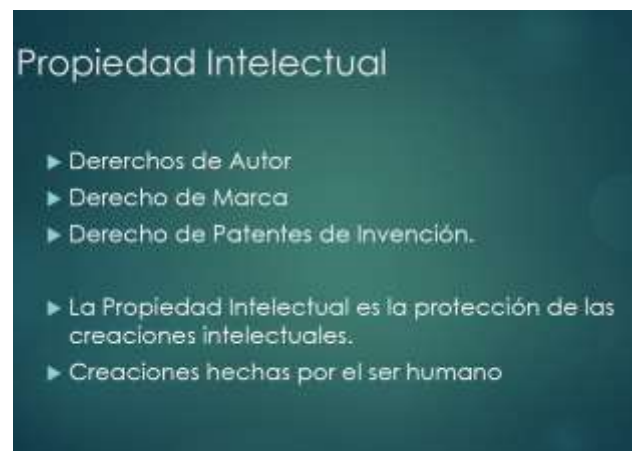 Propiedad Intelectual
Dererchos de Autor
Derecho de Marca
Derecho de Patentes de Invención.
La Propiedad Intelectual es la protección de las
creaciones intelectuales.
Creaciones hechas por el ser humano